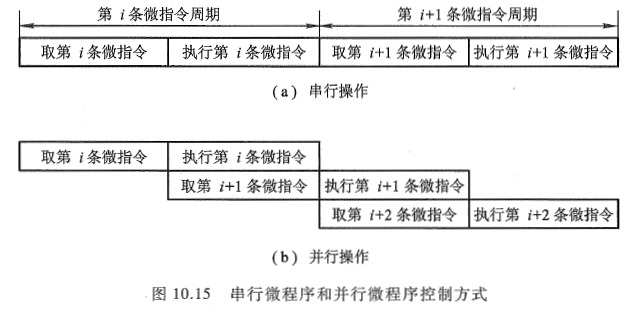 第 i 条微指令周期 第 i+1 条微指令周期
取第 i 条微指令 执行第 i 条微指令 取第 i+1 条微指令 执行第 i+1 条微指令
(a) 串行操作
取第 i 条微指令 执行第 i 条微指令
取第 i+1 条微指令 执行第 i+1 条微指令
取第 i+2 条微指令 执行第 i+2 条微指令
(b) 并行操作
图 10.15 串行微程序和并行微程序控制方式